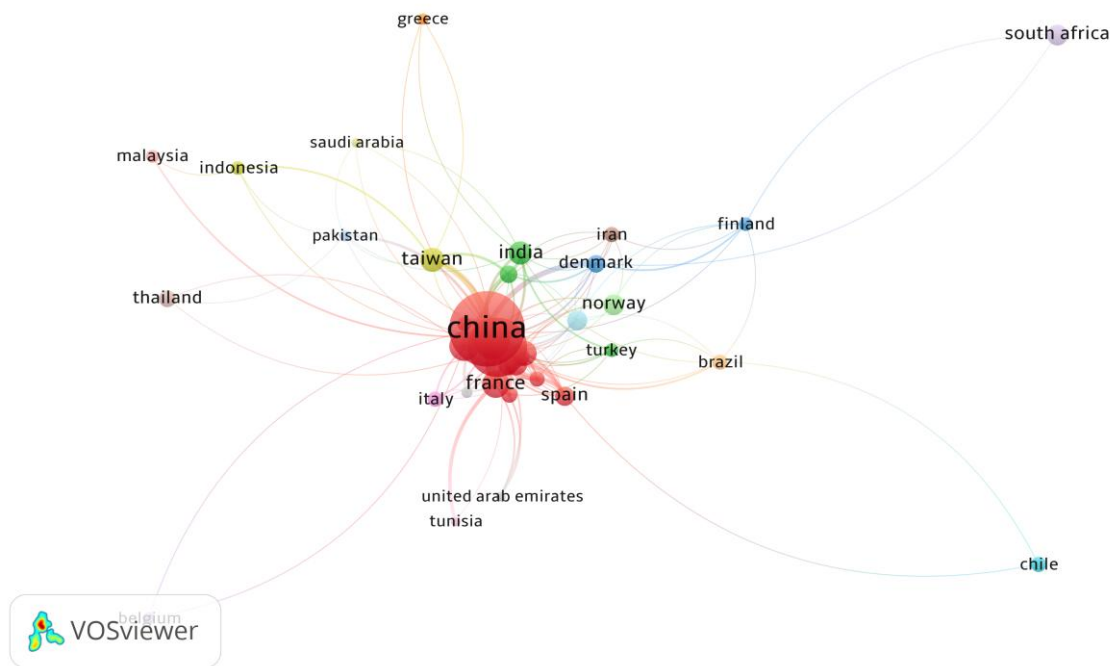 greece
south africa
saudi arabia
malaysia
indonesia
finland
pakistan
iran
india
taiwan
denmark
thailand
norway
china
turkey
brazil
france
italy
spain
united arab emirates
tunisia
chile
belgium
VOSviewer